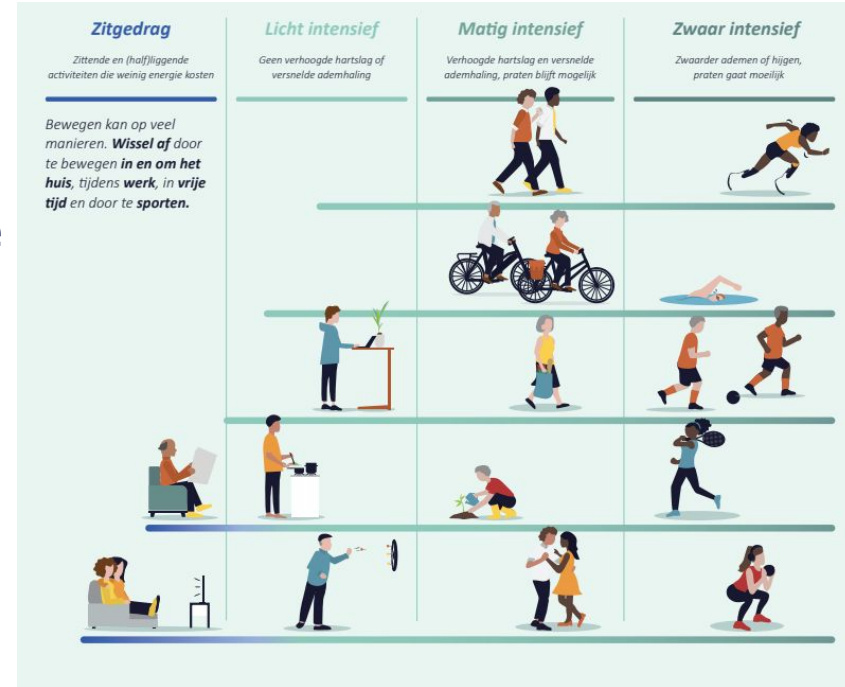 Zitgedrag
Zittende en (half)liggende
activiteiten die weinig energie kosten
Licht intensief
Geen verhoogde hartslag of
versnelde ademhaling
Matig intensief
Verhoogde hartslag en versnelde
ademhaling, praten blijft mogelijk
Zwaar intensief
Zwaarder ademen of hijgen,
praten gaat moeilijk
Bewegen kan op veel
manieren. Wissel af door
te bewegen in en om het
huis, tijdens werk, in vrije
tijd en door te sporten.